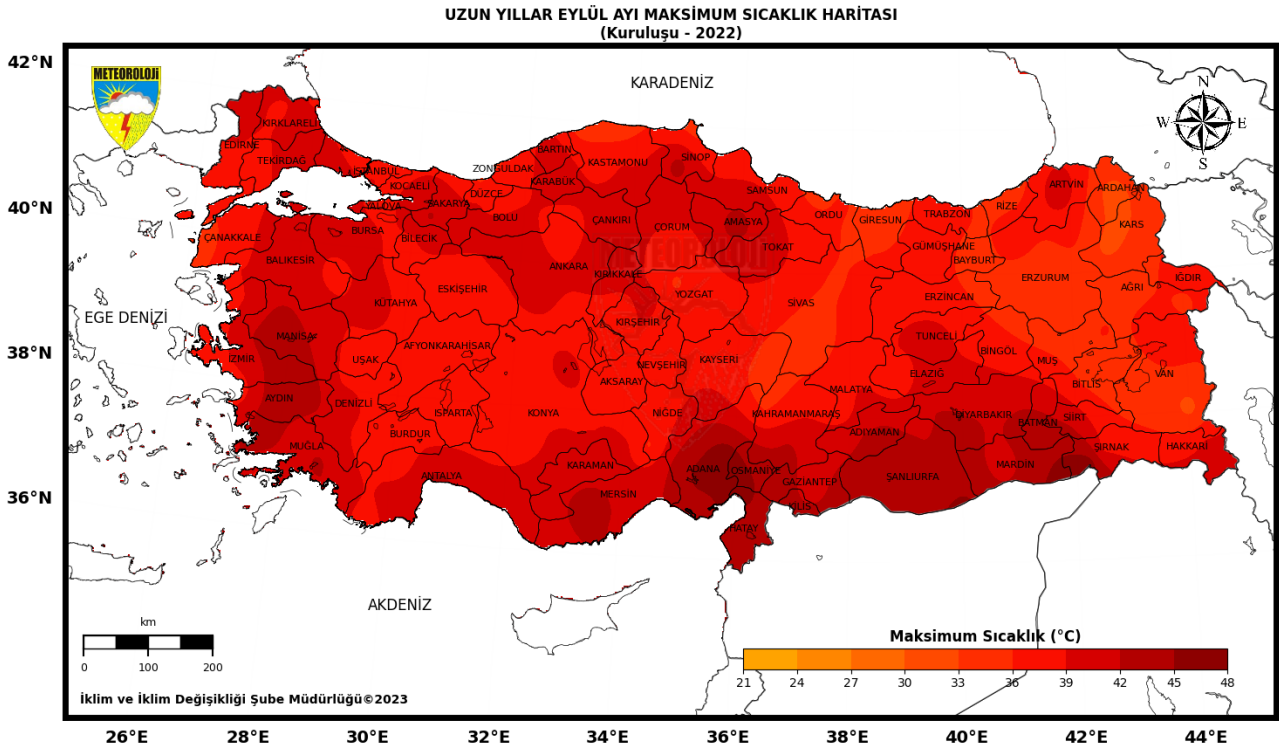 UZUN YILLAR EYLÜL AYI MAKSİMUM SICAKLIK HARİTASI
(Kuruluşu - 2022)
42°N
40°N
38°N
36°N
METEOROLOJİ
KARADENİZ
N
W E
S
KIRKLARELİ
EDİRNE
TEKİRDAĞ
İSTANBUL
KOCAELİ
YALOVA
SAKARYA
DÜZCE
ZONGULDAK
BARTIN
KARABÜK
KASTAMONU
SİNOP
SAMSUN
ORDU
GİRESUN
TRABZON
RİZE
ARTVİN
ARDAHAN
KARS
ÇANAKKALE
BURSA
BİLECİK
BOLU
ÇANKIRI
ÇORUM
AMASYA
TOKAT
GÜMÜŞHANE
BAYBURT
BALIKESİR
ANKARA
KIRIKKALE
METEOROLOJİ
ERZURUM
AĞRI
IĞDIR
KÜTAHYA
ESKİŞEHİR
YOZGAT
SİVAS
ERZİNCAN
EGE DENİZİ
MANİSA
UŞAK
AFYONKARAHİSAR
KIRŞEHİR
TUNCELİ
BİNGÖL
MUŞ
İZMİR
NEVŞEHİR
KAYSERİ
ELAZIĞ
BİTLİS
VAN
AKSARAY
MALATYA
AYDIN
DENİZLİ
ISPARTA
KONYA
NİĞDE
KAHRAMANMARAŞ
DİYARBAKIR
BATMAN
SİİRT
MUĞLA
BURDUR
ADIYAMAN
ŞIRNAK
HAKKARİ
ANTALYA
KARAMAN
ADANA
OSMANİYE
GAZİANTEP
ŞANLIURFA
MARDİN
MERSİN
KİLİS
HATAY
AKDENİZ
km
0 100 200
Maksimum Sıcaklık (°C)
21 24 27 30 33 36 39 42 45 48
İklim ve İklim Değişikliği Şube Müdürlüğü©2023
26°E 28°E 30°E 32°E 34°E 36°E 38°E 40°E 42°E 44°E